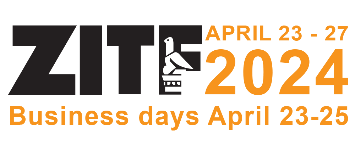 ZITF
APRIL 23 - 27
2024
Business days April 23-25